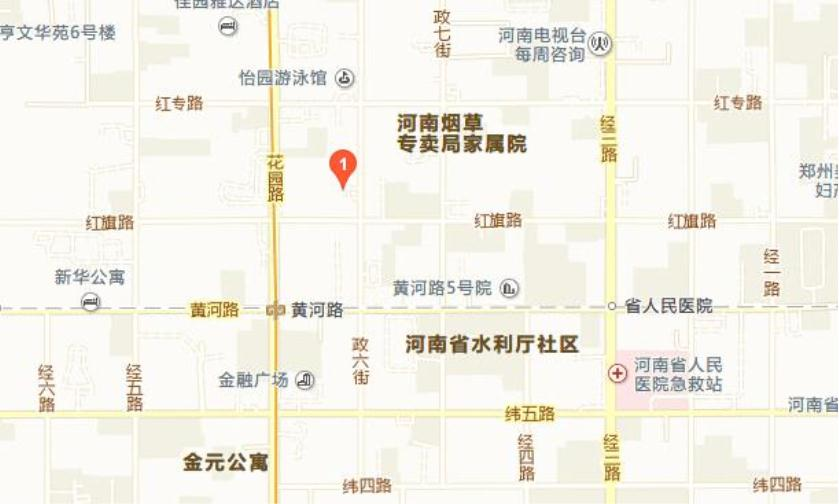 佳园雅达酒店
亨文华苑6号楼
政七街
河南电视台
每周咨询
怡园游泳馆
红专路
红专路
河南烟草
专卖局家属院
经三路
1
花园路
郑州
妇产
红旗路
红旗路
红旗路
新华公寓
经一路
黄河路5号院
黄河路
黄河路
省人民医院
河南省水利厅社区
政六街
经六路
经五路
金融广场
河南省人民
医院急救站
河南省
纬五路
金元公寓
经四路
经三路
纬四路
纬四路